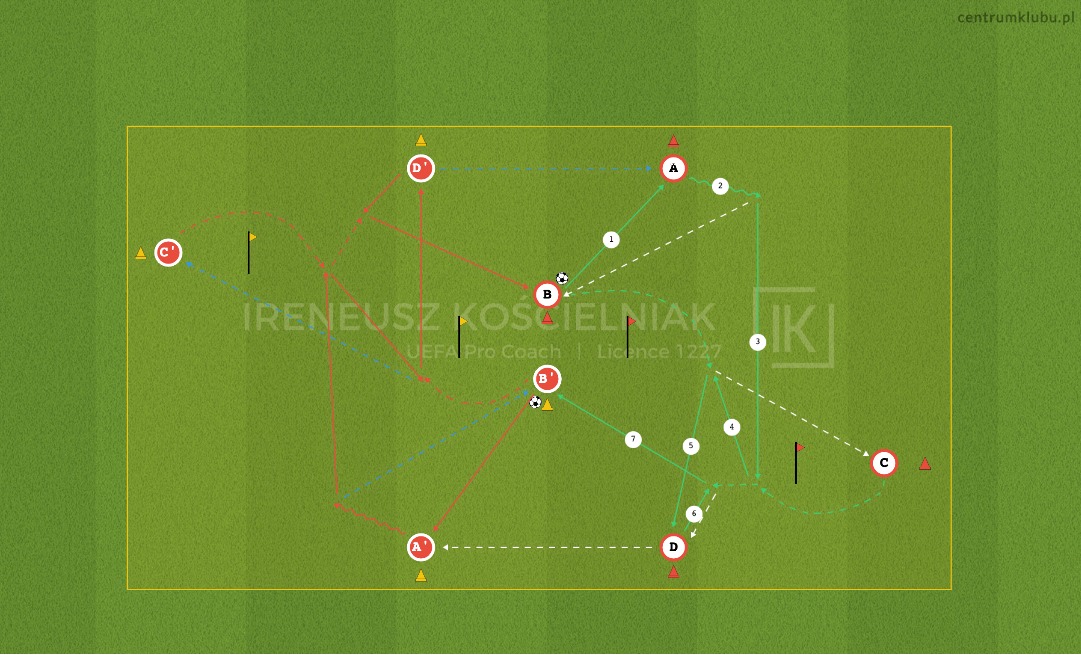 centrumklubu.pl
D'
A
2
C'
1
B
IRENEUSZ KOŚCIELNIAK
IK
UEFA Pro Coach | Licence 1227
3
B'
4
7
5
C
6
A'
D